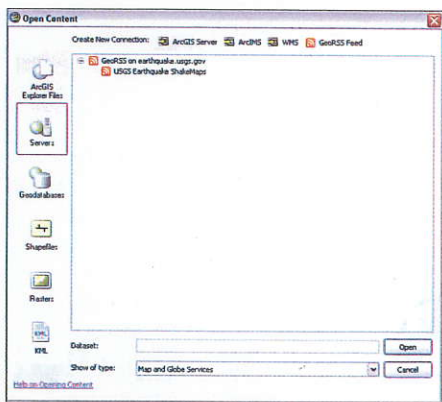 Open Content
Create New Connection: ArcGIS Server ArcIMS WMS GeoRSS Feed
GeoRSS on earthquake.usgs.gov
USGS Earthquake ShakeMaps
ArcGIS
Explorer Files
Servers
Geodatabases
Shapefiles
Rasters
KML
KML
Dataset:
Open
Show of type:
Map and Globe Services
Cancel
Help on Opening Content